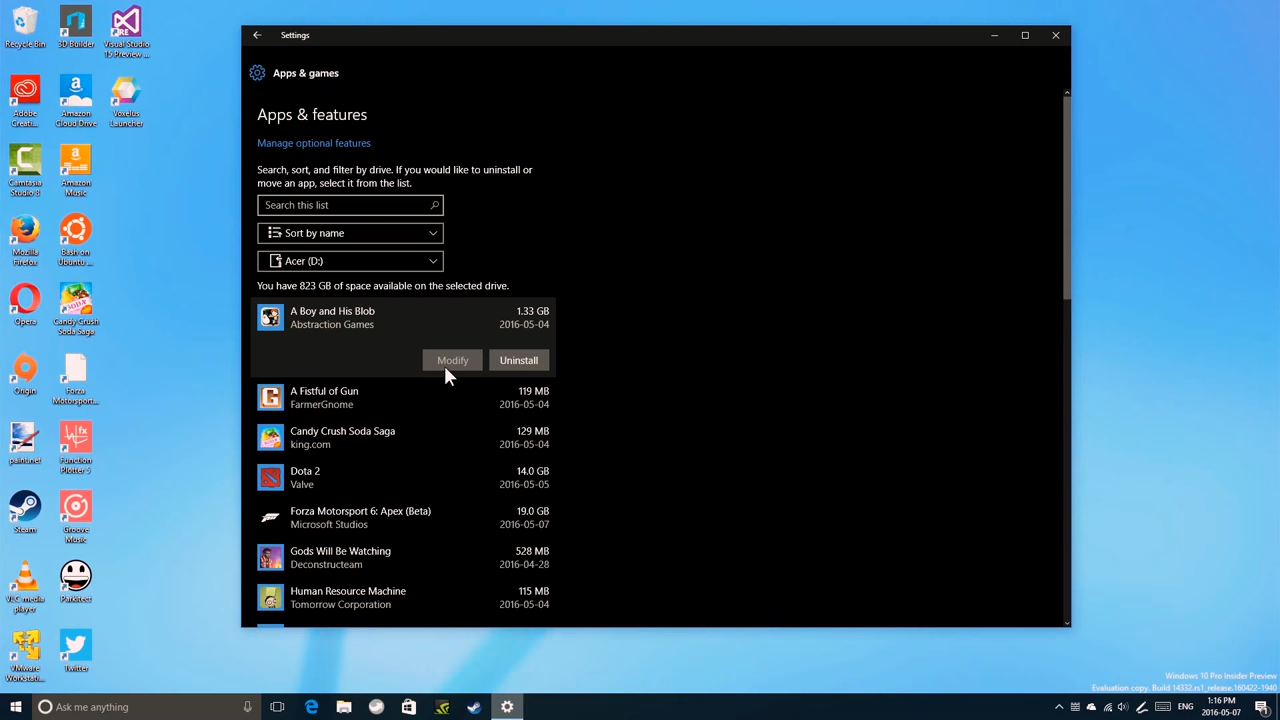 Recycle Bin
3D Builder
Visual Studio
15 Preview ...
Adobe
Creati...
Amazon
Cloud Drive
Voxelus
Launcher
Camtasia
Studio 8
Amazon
Music
Mozilla
Firefox
Bash on
Ubuntu ...
Opera
Candy Crush
Soda Saga
Origin
Forza
Motorsport...
paint.net
Function
Plotter 5
Steam
Groove
Music
VLC media
player
Parkitect
VMware
Workstati...
Twitter
Settings
Apps & games
Apps & features
Manage optional features
Search, sort, and filter by drive. If you would like to uninstall or
move an app, select it from the list.
Search this list
Sort by name
Acer (D:)
You have 823 GB of space available on the selected drive.
A Boy and His Blob 1.33 GB
Abstraction Games 2016-05-04
Modify Uninstall
A Fistful of Gun 119 MB
FarmerGnome 2016-05-04
Candy Crush Soda Saga 129 MB
king.com 2016-05-04
Dota 2 14.0 GB
Valve 2016-05-05
Forza Motorsport 6: Apex (Beta) 19.0 GB
Microsoft Studios 2016-05-07
Gods Will Be Watching 528 MB
Deconstructeam 2016-04-28
Human Resource Machine 115 MB
Tomorrow Corporation 2016-05-04
Windows 10 Pro Insider Preview
Evaluation copy. Build 14332.rs1_release.160422-1940
Ask me anything
ENG
1:16 PM
2016-05-07